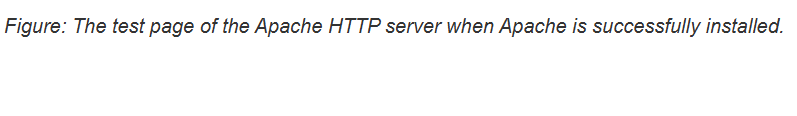 Figure: The test page of the Apache HTTP server when Apache is successfully installed.